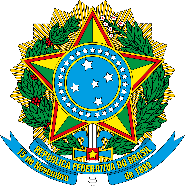 REPÚBLICA FEDERATIVA DO BRASIL
15 de Novembro
de 1889